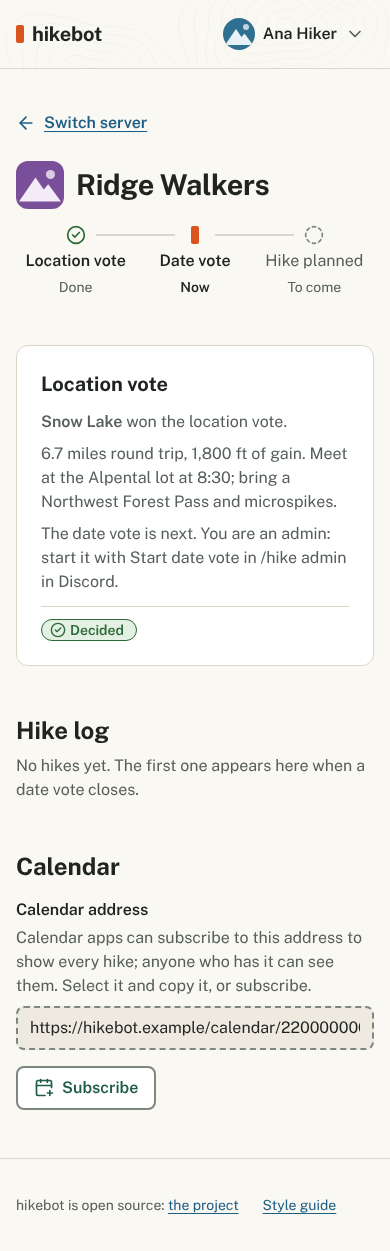 hikebot
Ana Hiker
Switch server
Ridge Walkers
Location vote
Done
Date vote
Now
Hike planned
To come
Location vote
Snow Lake won the location vote.
6.7 miles round trip, 1,800 ft of gain. Meet
at the Alpental lot at 8:30; bring a
Northwest Forest Pass and microspikes.
The date vote is next. You are an admin:
start it with Start date vote in /hike admin
in Discord.
Decided
Hike log
No hikes yet. The first one appears here when a
date vote closes.
Calendar
Calendar address
Calendar apps can subscribe to this address to
show every hike; anyone who has it can see
them. Select it and copy it, or subscribe.
https://hikebot.example/calendar/22000000
Subscribe
hikebot is open source: the project
Style guide